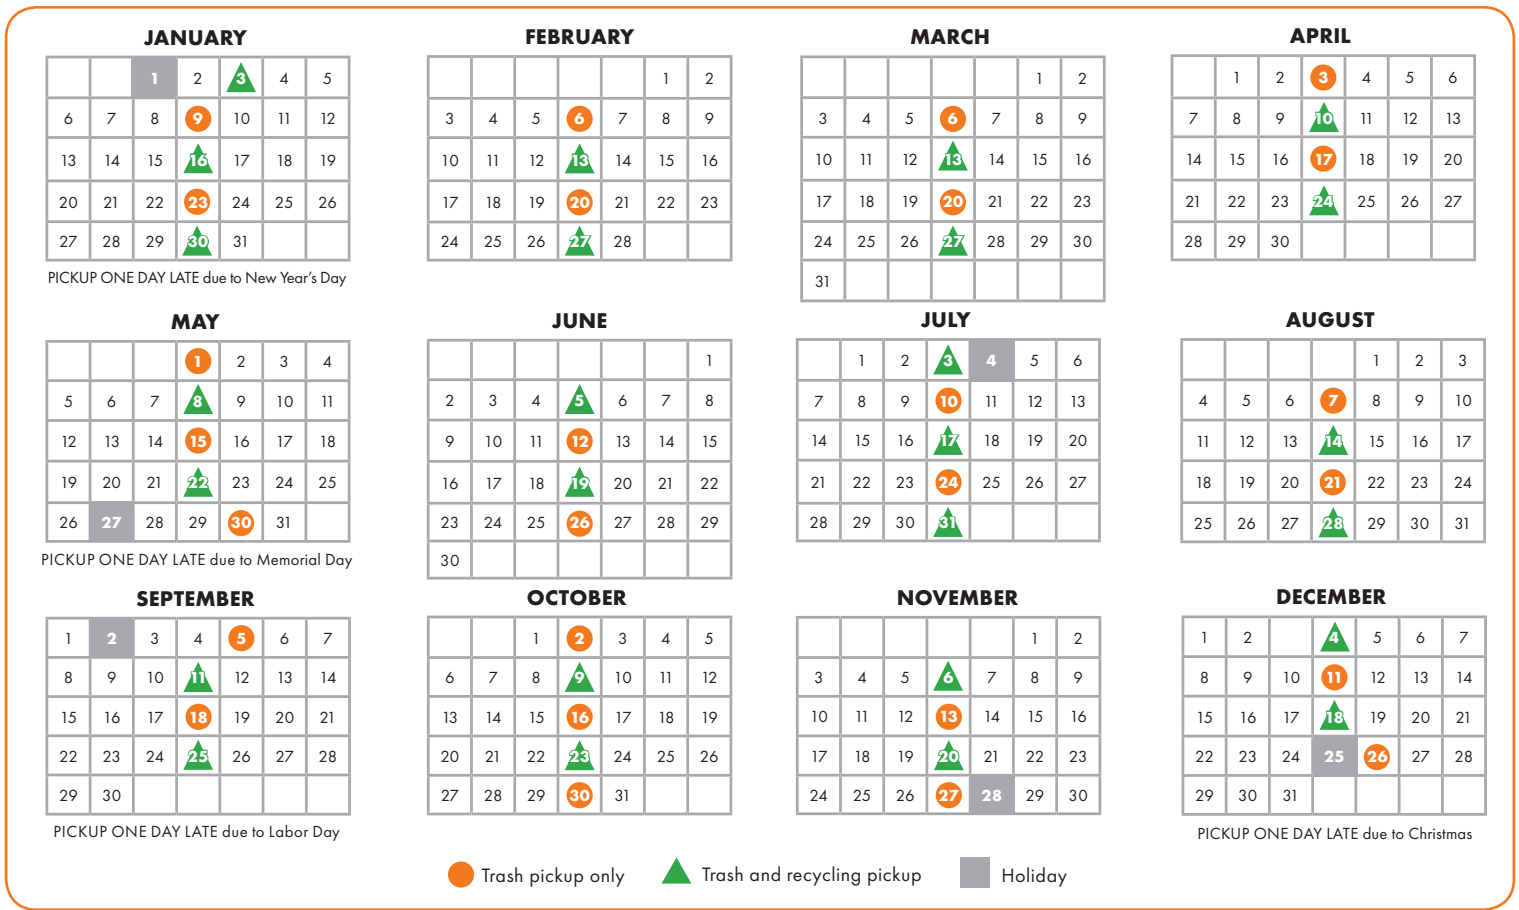 JANUARY
1 2 3 4 5
6 7 8 9 10 11 12
13 14 15 16 17 18 19
20 21 22 23 24 25 26
27 28 29 30 31
PICKUP ONE DAY LATE due to New Year's Day
FEBRUARY
1 2
3 4 5 6 7 8 9
10 11 12 13 14 15 16
17 18 19 20 21 22 23
24 25 26 27 28
MARCH
1 2
3 4 5 6 7 8 9
10 11 12 13 14 15 16
17 18 19 20 21 22 23
24 25 26 27 28 29 30
31
APRIL
1 2 3 4 5 6
7 8 9 10 11 12 13
14 15 16 17 18 19 20
21 22 23 24 25 26 27
28 29 30
MAY
1 2 3 4
5 6 7 8 9 10 11
12 13 14 15 16 17 18
19 20 21 22 23 24 25
26 27 28 29 30 31
PICKUP ONE DAY LATE due to Memorial Day
JUNE
1
2 3 4 5 6 7 8
9 10 11 12 13 14 15
16 17 18 19 20 21 22
23 24 25 26 27 28 29
30
JULY
1 2 3 4 5 6
7 8 9 10 11 12 13
14 15 16 17 18 19 20
21 22 23 24 25 26 27
28 29 30 31
AUGUST
1 2 3
4 5 6 7 8 9 10
11 12 13 14 15 16 17
18 19 20 21 22 23 24
25 26 27 28 29 30 31
SEPTEMBER
1 2 3 4 5 6 7
8 9 10 11 12 13 14
15 16 17 18 19 20 21
22 23 24 25 26 27 28
29 30
PICKUP ONE DAY LATE due to Labor Day
OCTOBER
1 2 3 4 5
6 7 8 9 10 11 12
13 14 15 16 17 18 19
20 21 22 23 24 25 26
27 28 29 30 31
NOVEMBER
1 2
3 4 5 6 7 8 9
10 11 12 13 14 15 16
17 18 19 20 21 22 23
24 25 26 27 28 29 30
DECEMBER
1 2 4 5 6 7
8 9 10 11 12 13 14
15 16 17 18 19 20 21
22 23 24 25 26 27 28
29 30 31
PICKUP ONE DAY LATE due to Christmas
Trash pickup only
Trash and recycling pickup
Holiday